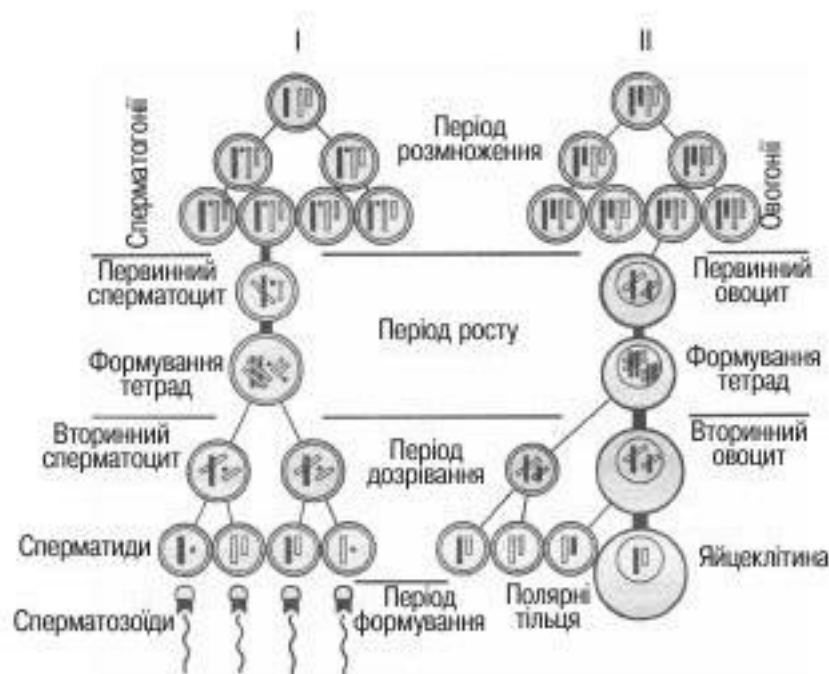 I
II
Сперматогонії
Період
розмноження
Овогонії
Первинний
сперматоцит
Первинний
овоцит
Період росту
Формування
тетрад
Формування
тетрад
Вторинний
сперматоцит
Період
дозрівання
Вторинний
овоцит
Сперматиди
Яйцеклітина
Період
формування
Полярні
тільця
Сперматозоїди